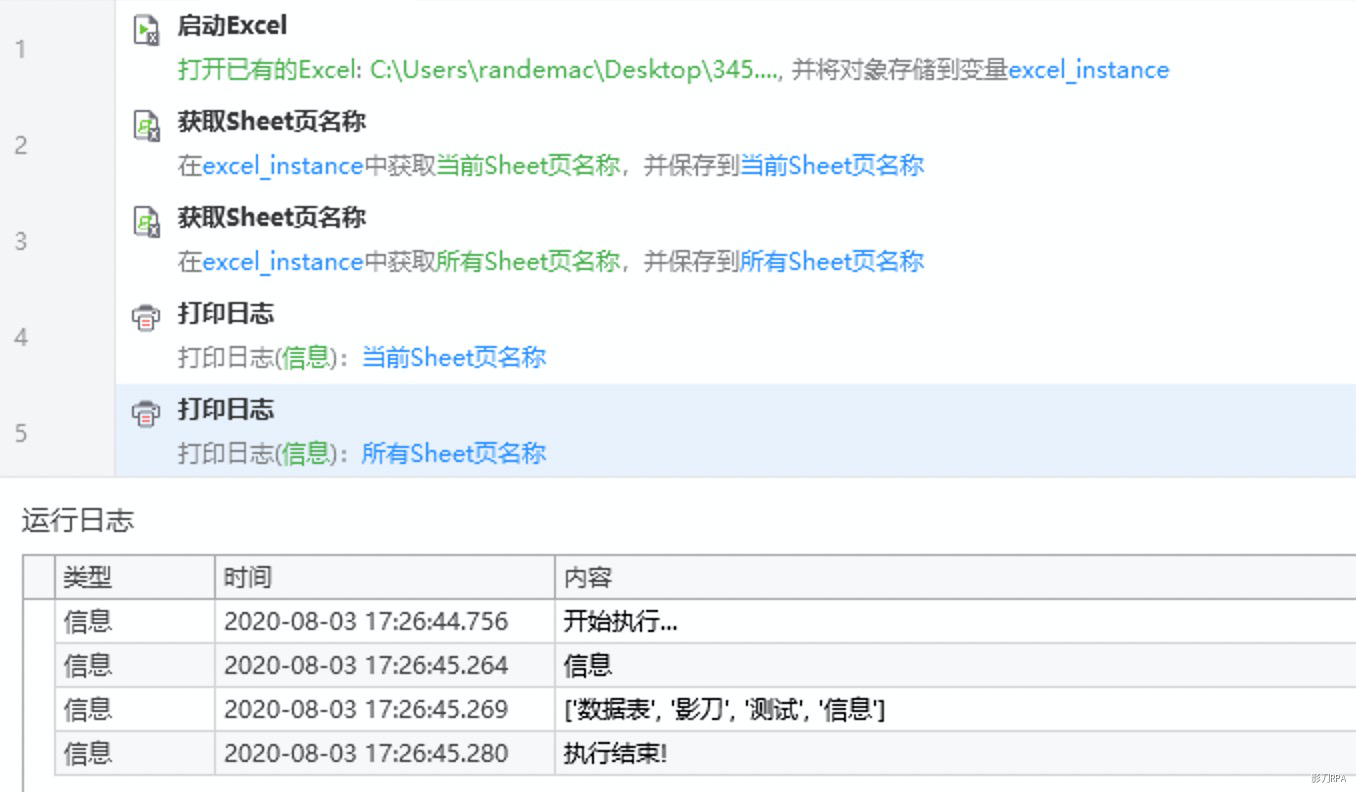 1
启动Excel
打开已有的Excel: C:\Users\randemac\Desktop\345...., 并将对象存储到变量excel_instance
2
获取Sheet页名称
在excel_instance中获取当前Sheet页名称，并保存到当前Sheet页名称
3
获取Sheet页名称
在excel_instance中获取所有Sheet页名称，并保存到所有Sheet页名称
4
打印日志
打印日志(信息)：当前Sheet页名称
5
打印日志
打印日志(信息)：所有Sheet页名称
运行日志
类型 时间 内容
信息 2020-08-03 17:26:44.756 开始执行...
信息 2020-08-03 17:26:45.264 信息
信息 2020-08-03 17:26:45.269 ['数据表', '影刀', '测试', '信息']
信息 2020-08-03 17:26:45.280 执行结束!
影刀RPA